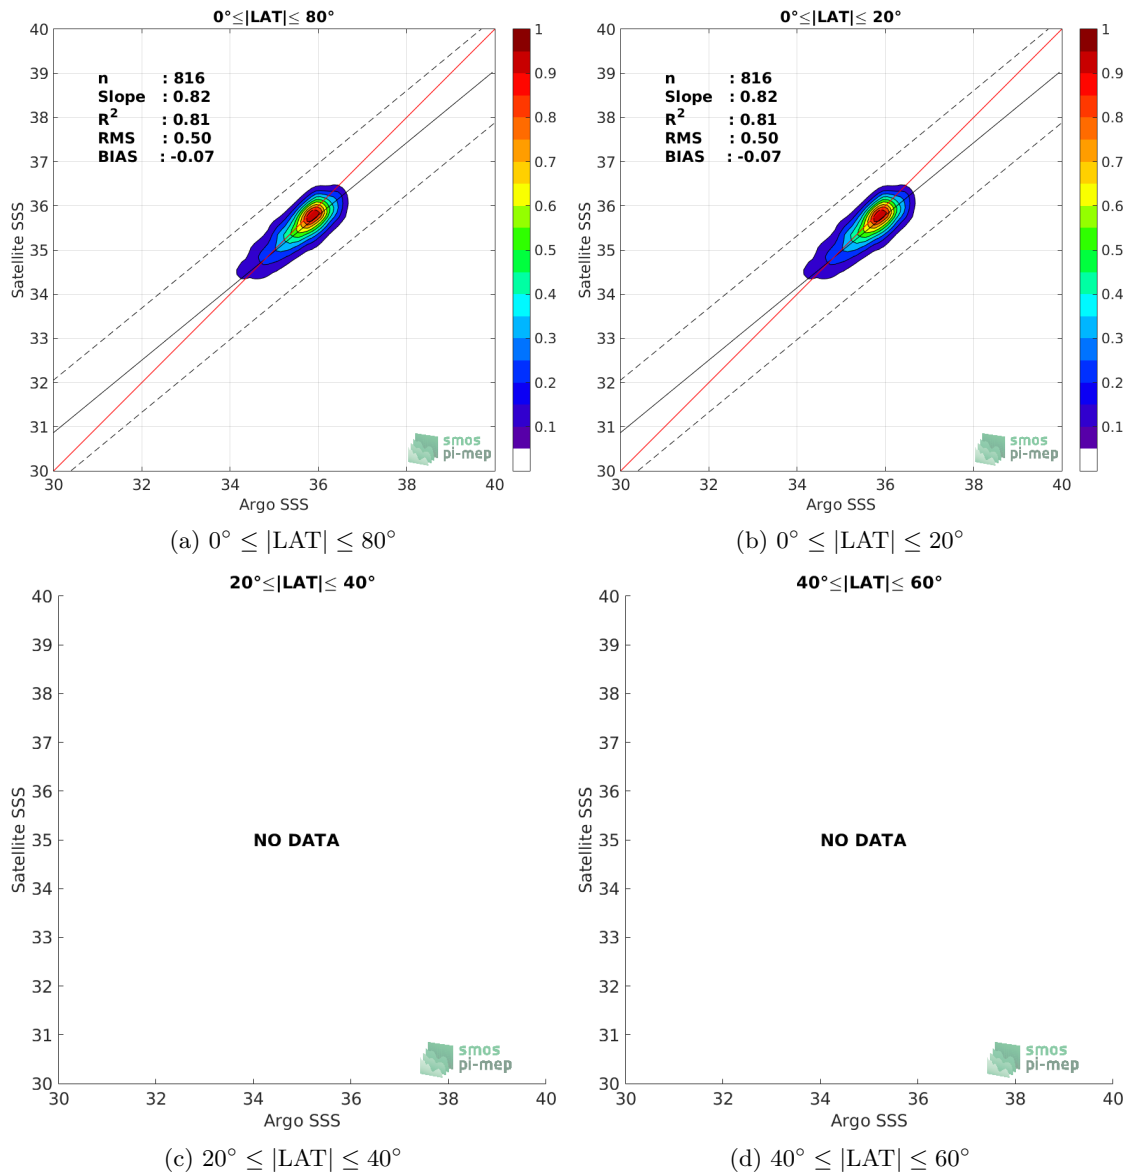 0°≤|LAT|≤ 80°
40
39
38
37
36
35
34
33
32
31
30
30
32
34
36
38
40
Satellite SSS
Argo SSS
n : 816
Slope : 0.82
R² : 0.81
RMS : 0.50
BIAS : -0.07
1
0.9
0.8
0.7
0.6
0.5
0.4
0.3
0.2
0.1
smos
pi-mep
(a) 0° ≤ |LAT| ≤ 80°
0°≤|LAT|≤ 20°
40
39
38
37
36
35
34
33
32
31
30
30
32
34
36
38
40
Satellite SSS
Argo SSS
n : 816
Slope : 0.82
R² : 0.81
RMS : 0.50
BIAS : -0.07
1
0.9
0.8
0.7
0.6
0.5
0.4
0.3
0.2
0.1
smos
pi-mep
(b) 0° ≤ |LAT| ≤ 20°
20°≤|LAT|≤ 40°
40
39
38
37
36
35
34
33
32
31
30
30
32
34
36
38
40
Satellite SSS
Argo SSS
NO DATA
smos
pi-mep
(c) 20° ≤ |LAT| ≤ 40°
40°≤|LAT|≤ 60°
40
39
38
37
36
35
34
33
32
31
30
30
32
34
36
38
40
Satellite SSS
Argo SSS
NO DATA
smos
pi-mep
(d) 40° ≤ |LAT| ≤ 60°